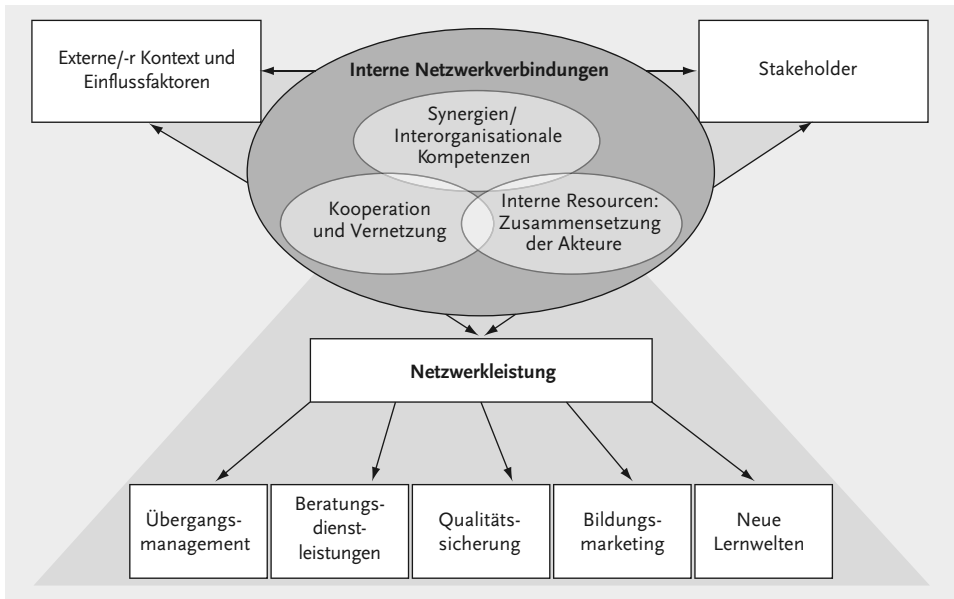 Externe/-r Kontext und
Einflussfaktoren
Interne Netzwerkverbindungen
Stakeholder
Synergien/
Interorganisationale
Kompetenzen
Kooperation
und Vernetzung
Interne Resourcen:
Zusammensetzung
der Akteure
Netzwerkleistung
Übergangs-
management
Beratungs-
dienst-
leistungen
Qualitäts-
sicherung
Bildungs-
marketing
Neue
Lernwelten